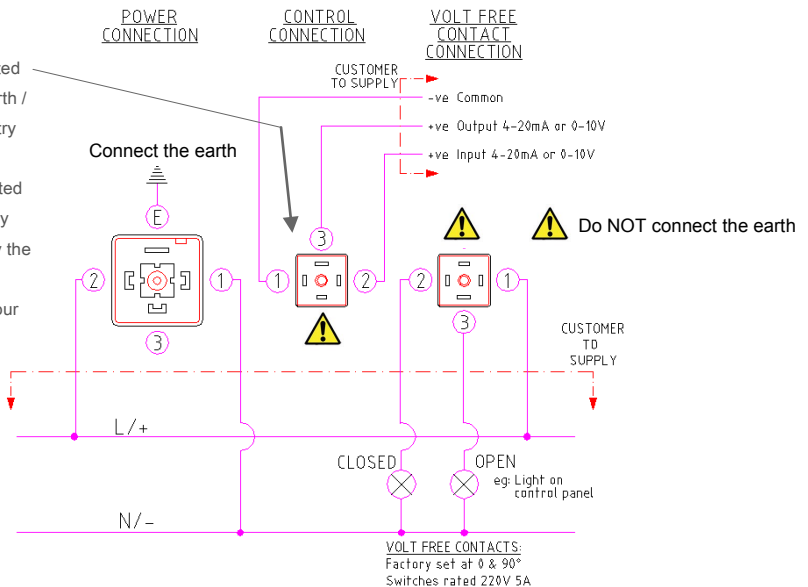 POWER
CONNECTION
CONTROL
CONNECTION
VOLT FREE
CONTACT
CONNECTION
CUSTOMER
TO SUPPLY
-ve Common
+ve Output 4-20mA or 0-10V
+ve Input 4-20mA or 0-10V
Connect the earth
E
2
1
3
3
1
2
Do NOT connect the earth
2
1
3
CUSTOMER
TO
SUPPLY
L/+
CLOSED
OPEN
eg: Light on
control panel
N/-
VOLT FREE CONTACTS:
Factory set at 0 & 90°
Switches rated 220V 5A
the